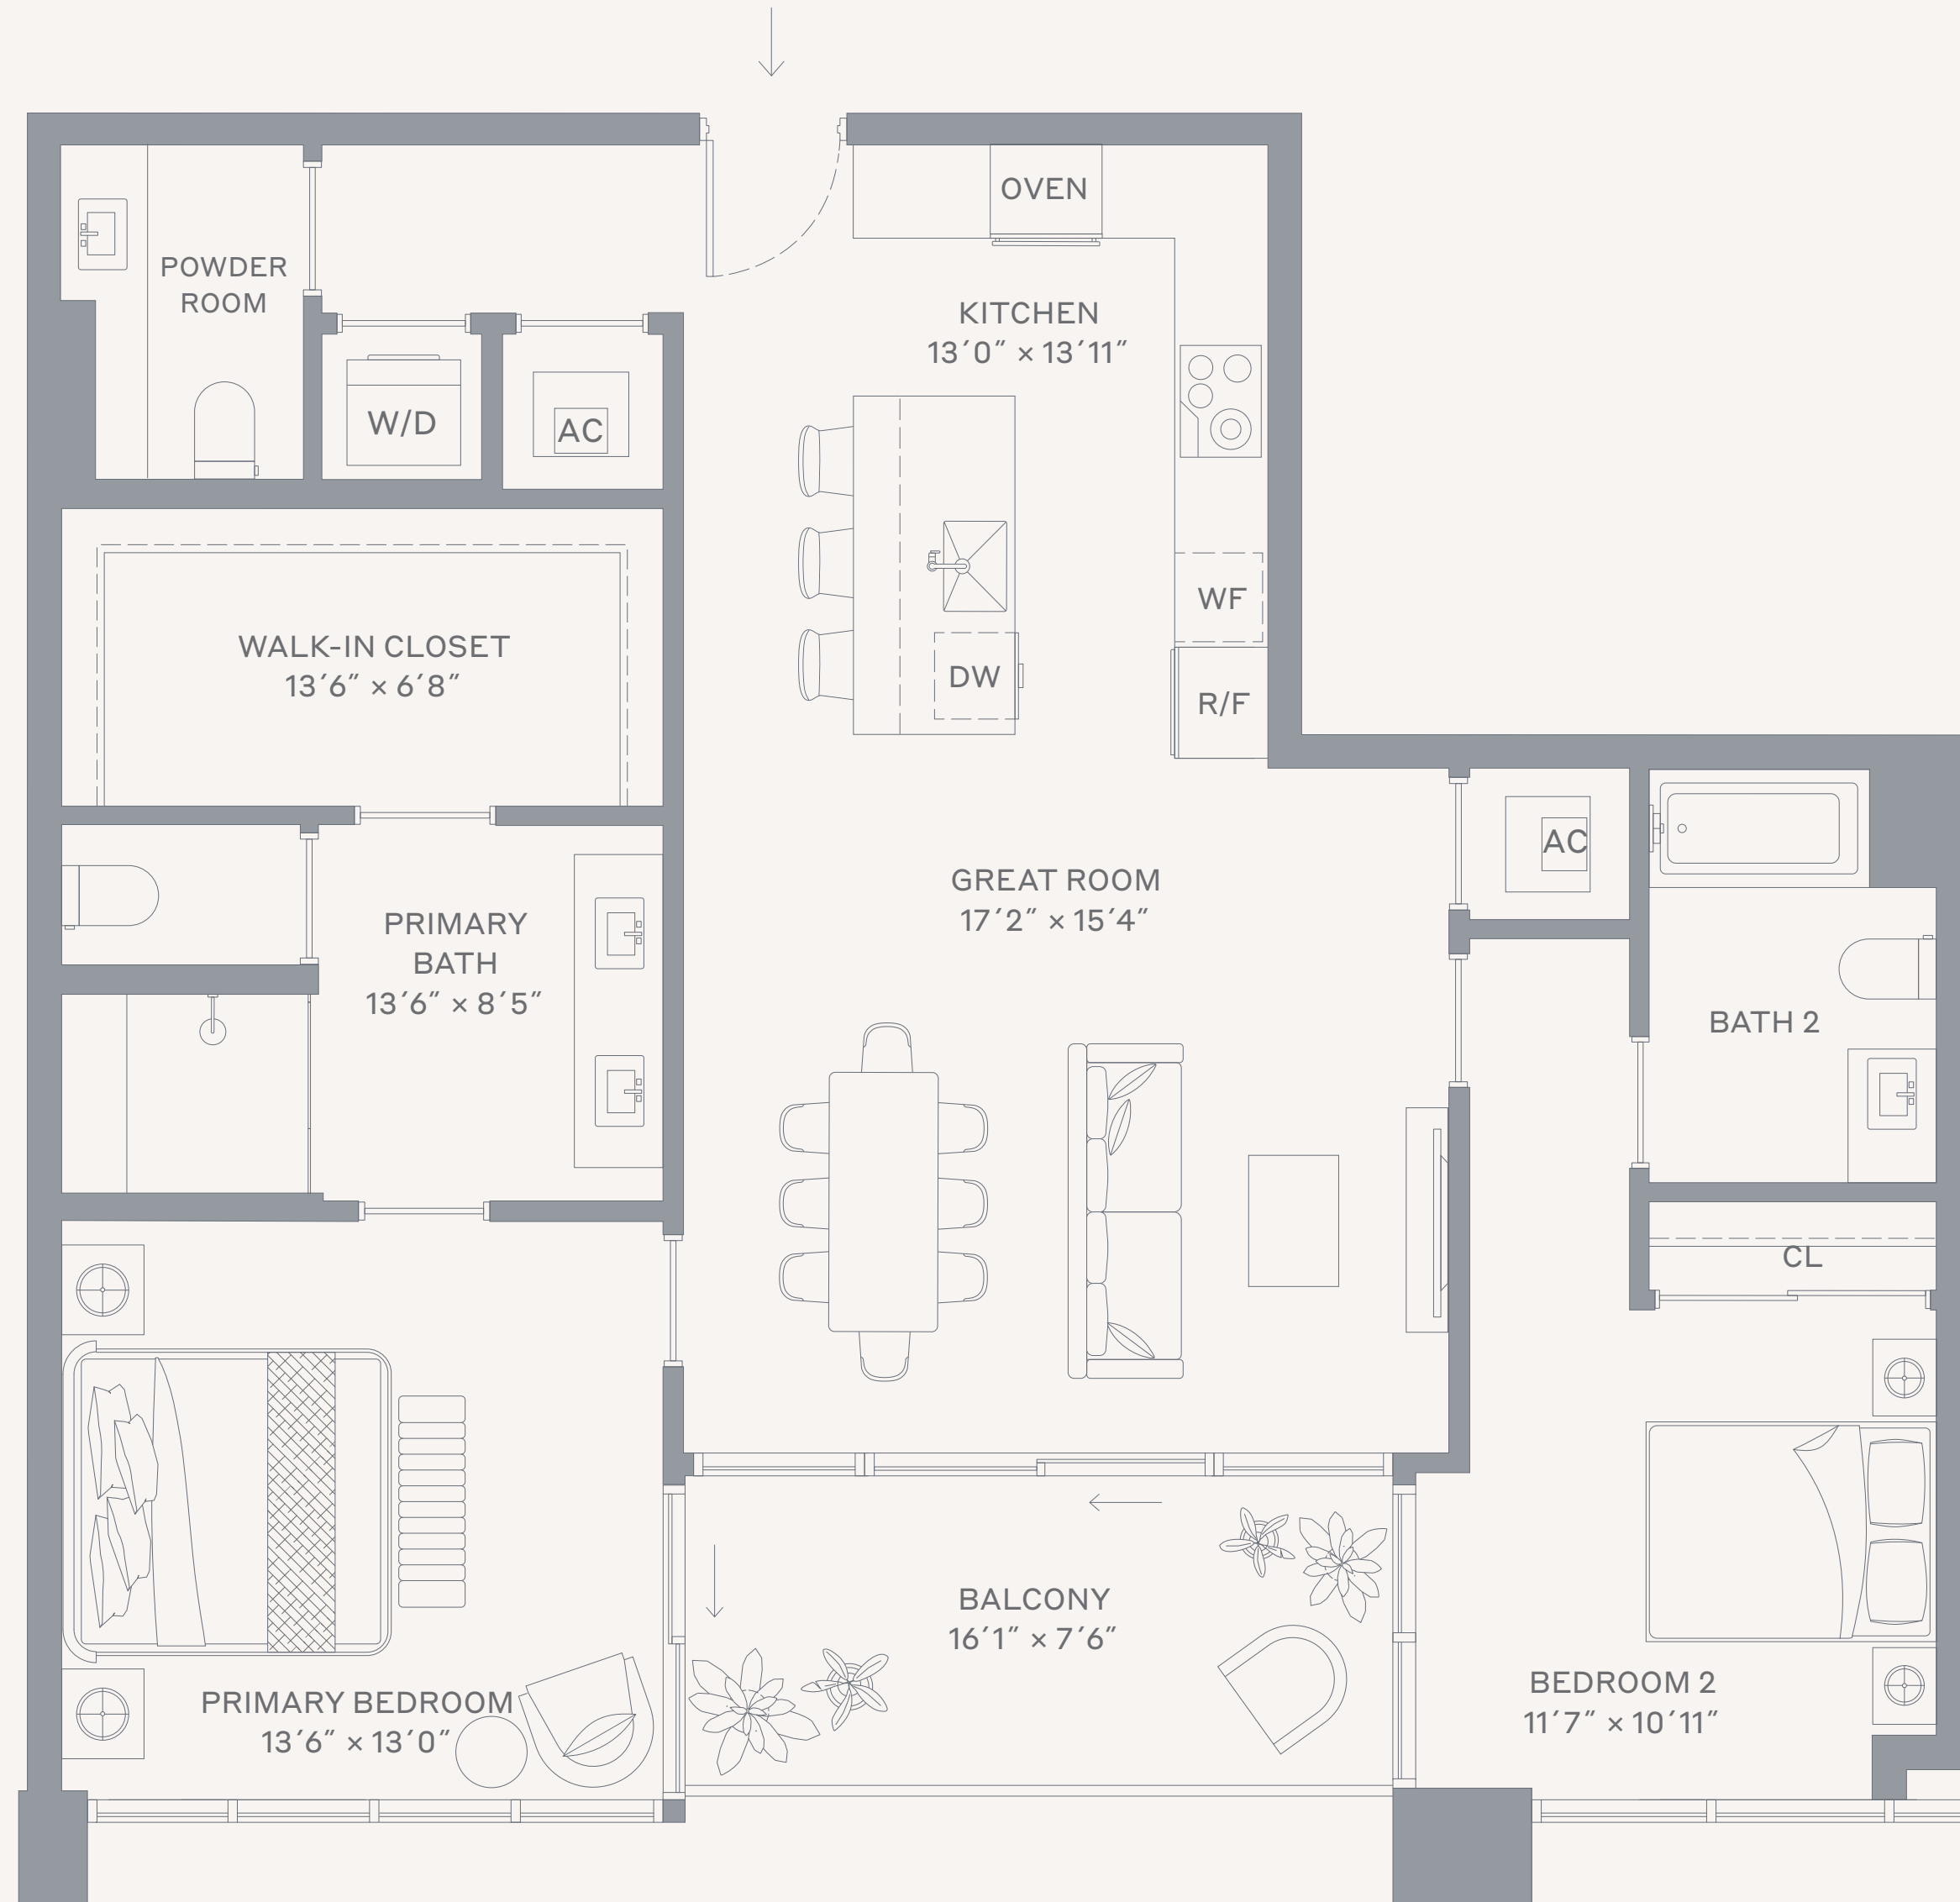 OVEN
POWDER
ROOM
KITCHEN
13′0″ × 13′11″
W/D
AC
WF
WALK-IN CLOSET
13′6″ × 6′8″
DW
R/F
AC
GREAT ROOM
17′2″ × 15′4″
PRIMARY
BATH
13′6″ × 8′5″
BATH 2
CL
BALCONY
16′1″ × 7′6″
BEDROOM 2
11′7″ × 10′11″
PRIMARY BEDROOM
13′6″ × 13′0″